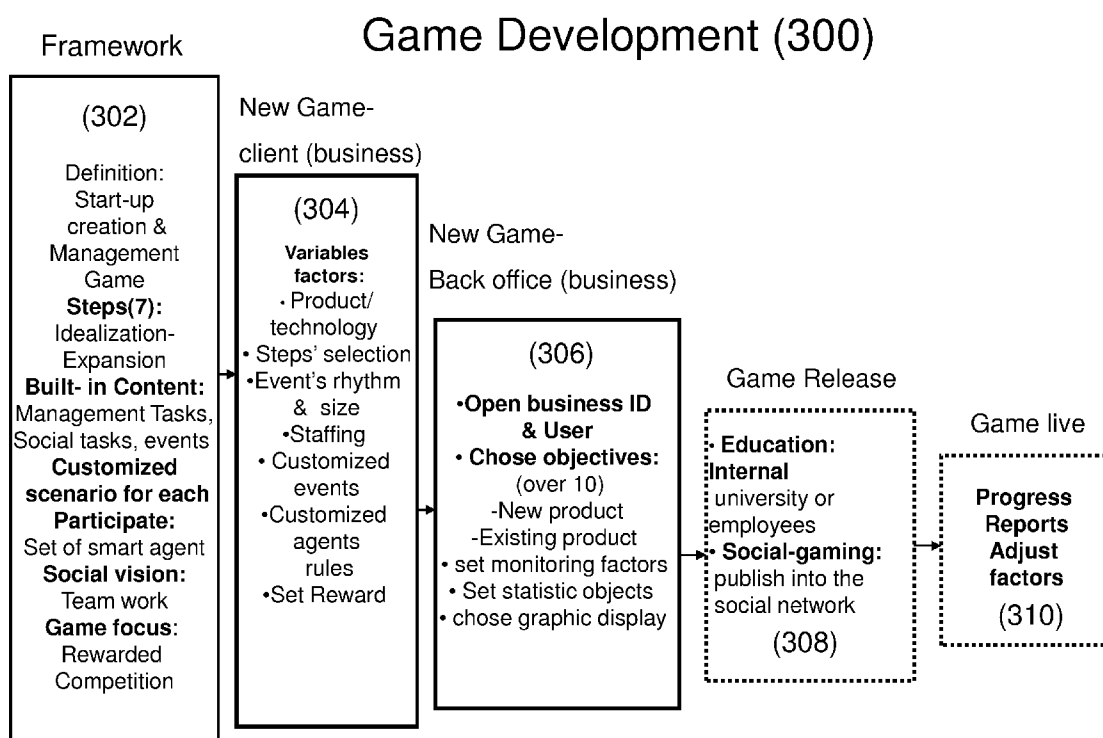 Game Development (300)
Framework
(302)
Definition:
Start-up
creation &
Management
Game
Steps(7):
Idealization-
Expansion
Built- in Content:
Management Tasks,
Social tasks, events
Customized
scenario for each
Participate:
Set of smart agent
Social vision:
Team work
Game focus:
Rewarded
Competition
New Game-
client (business)
(304)
Variables
factors:
• Product/
technology
• Steps' selection
•Event's rhythm
& size
•Staffing
• Customized
events
•Customized
agents
rules
•Set Reward
New Game-
Back office (business)
(306)
•Open business ID
& User
• Chose objectives:
(over 10)
-New product
-Existing product
• set monitoring factors
• Set statistic objects
• chose graphic display
Game Release
• Education:
Internal
university or
employees
• Social-gaming:
publish into the
social network
(308)
Game live
Progress
Reports
Adjust
factors
(310)